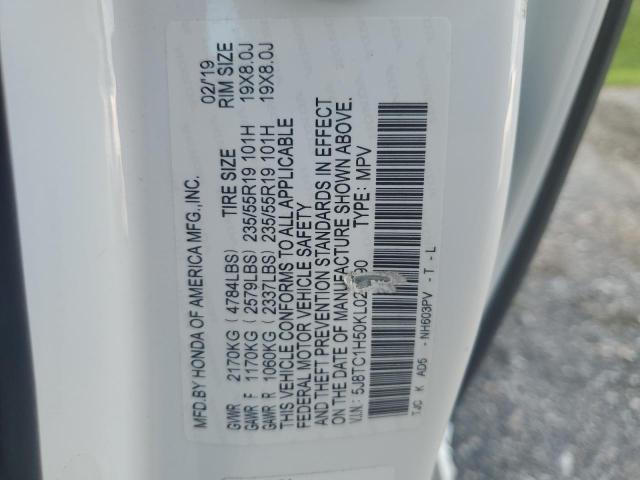 MFD.BY HONDA OF AMERICA MFG.,INC. 02/'19
GVWR 2170KG ( 4784LBS) TIRE SIZE RIM SIZE
GAWR F 1170KG ( 2579LBS) 235/55R19 101H 19X8.0J
GAWR R 1060KG ( 2337LBS) 235/55R19 101H 19X8.0J
THIS VEHICLE CONFORMS TO ALL APPLICABLE
FEDERAL MOTOR VEHICLE SAFETY
AND THEFT PREVENTION STANDARDS IN EFFECT
ON THE DATE OF MANUFACTURE SHOWN ABOVE.
V.I.N.: TYPE: MPV
TJC K AD5 - NH603PV - T - L